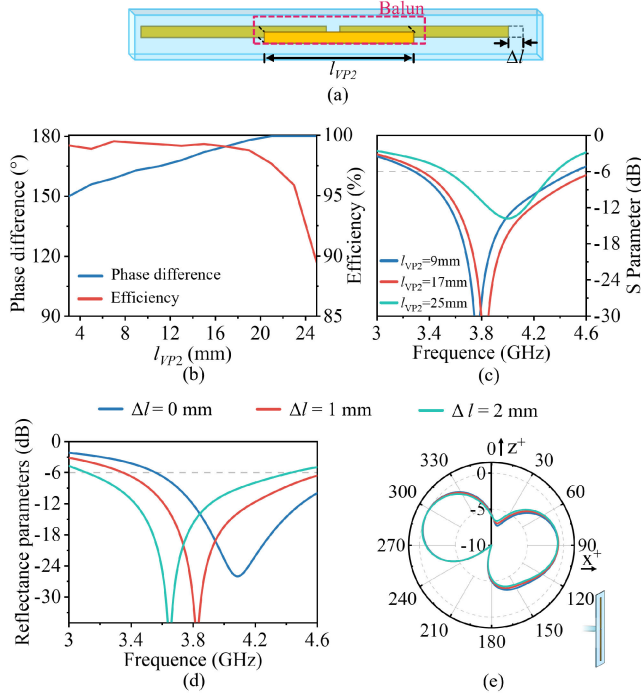 Balun
l_VP2
Δl
(a)
180
150
120
90
Phase difference (°)
100
95
90
85
Efficiency (%)
Phase difference
Efficiency
4 8 12 16 20 24
l_VP2 (mm)
(b)
0
-6
-12
-18
-24
-30
S Parameter (dB)
l_VP2=9mm
l_VP2=17mm
l_VP2=25mm
3 3.4 3.8 4.2 4.6
Frequence (GHz)
(c)
Δl = 0 mm
Δl = 1 mm
Δ l = 2 mm
Reflectance parameters (dB)
0
-6
-12
-18
-24
-30
3 3.4 3.8 4.2 4.6
Frequence (GHz)
(d)
0
z+
30
60
90
x+
120
150
180
210
240
270
300
330
0
-5
-10
(e)